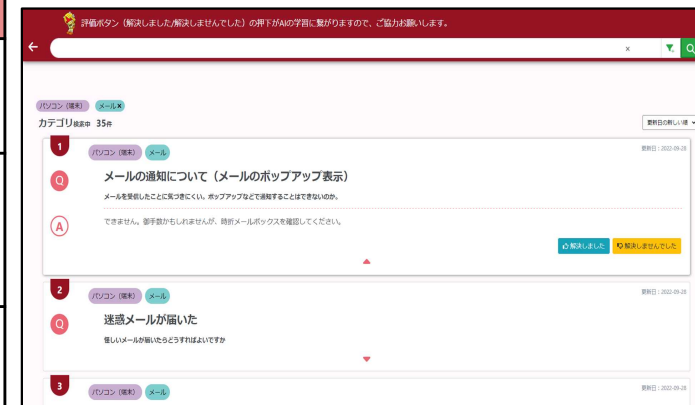 評価ボタン（解決しました/解決しませんでした）の押下がAIの学習に繋がりますので、ご協力お願いします。
パソコン（端末） メール×
カテゴリ検索中 35件
更新日の新しい順
1 パソコン（端末） メール 更新日：2022-09-28
Q メールの通知について（メールのポップアップ表示）
メールを受信したことに気づきにくい。ポップアップなどで通知することはできないのか。
A できません。御手数かもしれませんが、時折メールボックスを確認してください。
解決しました 解決しませんでした
2 パソコン（端末） メール 更新日：2022-09-28
Q 迷惑メールが届いた
怪しいメールが届いたらどうすればよいですか
3 パソコン（端末） メール 更新日：2022-09-28